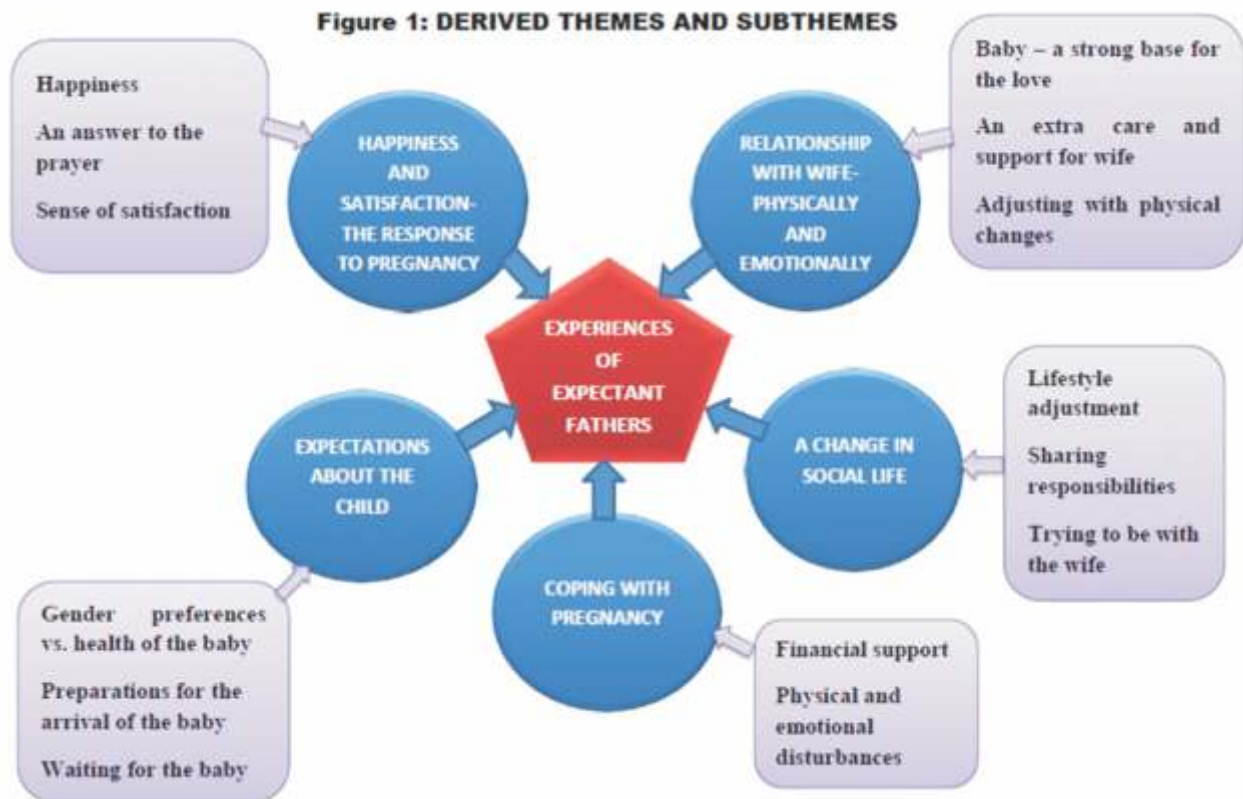 Figure 1: DERIVED THEMES AND SUBTHEMES
Happiness
An answer to the
prayer
Sense of satisfaction
HAPPINESS
AND
SATISFACTION-
THE RESPONSE
TO PREGNANCY
RELATIONSHIP
WITH WIFE-
PHYSICALLY
AND
EMOTIONALLY
Baby – a strong base for
the love
An extra care and
support for wife
Adjusting with physical
changes
EXPERIENCES
OF
EXPECTANT
FATHERS
EXPECTATIONS
ABOUT THE
CHILD
A CHANGE IN
SOCIAL LIFE
Lifestyle
adjustment
Sharing
responsibilities
Trying to be with
the wife
Gender preferences
vs. health of the baby
Preparations for the
arrival of the baby
Waiting for the baby
COPING WITH
PREGNANCY
Financial support
Physical and
emotional
disturbances